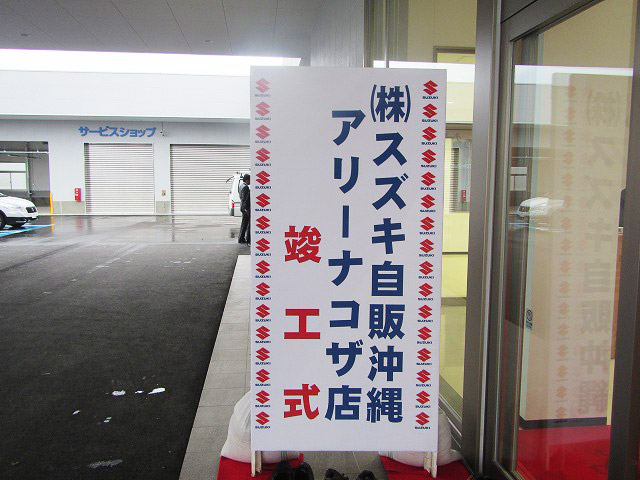 サービスショップ
㈱スズキ自販沖縄
アリーナコザ店
竣工式
SUZUKI